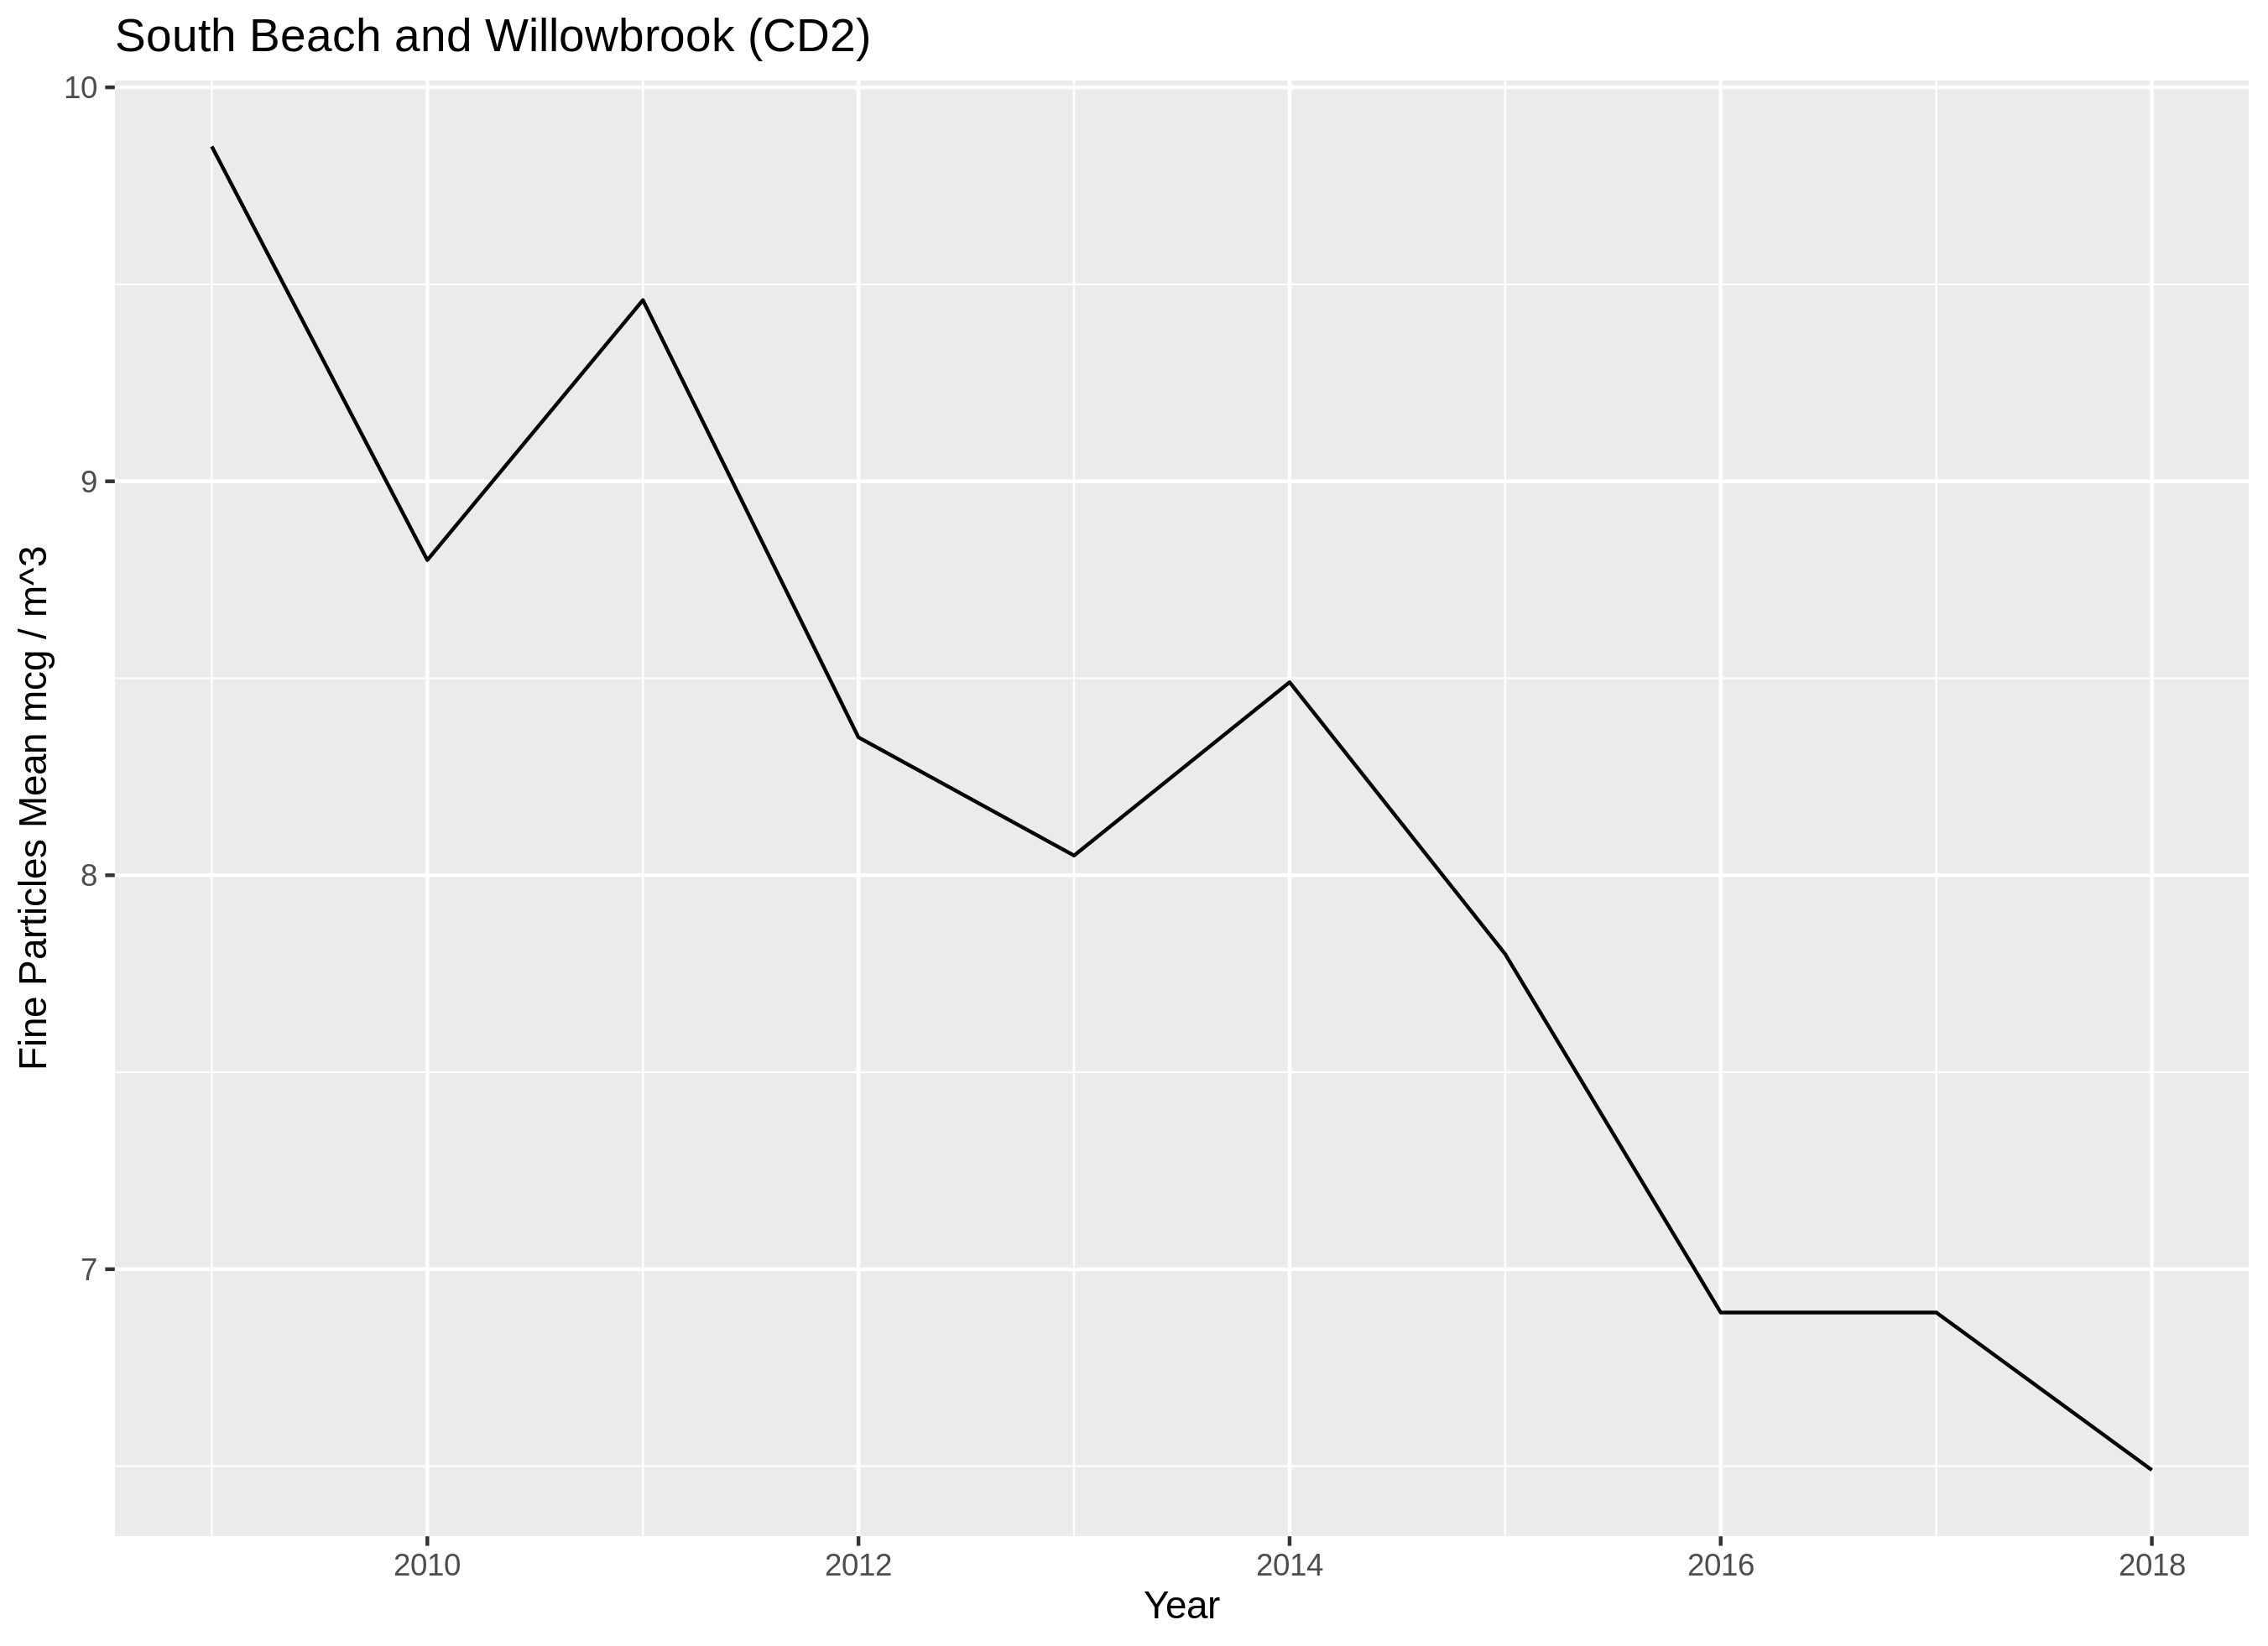 South Beach and Willowbrook (CD2)
10
9
8
7
Fine Particles Mean mcg / m^3
2010 2012 2014 2016 2018
Year